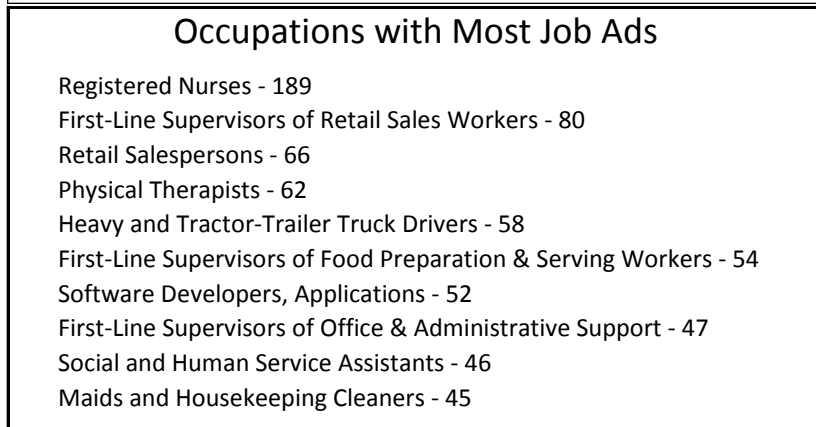 Occupations with Most Job Ads
Registered Nurses - 189
First-Line Supervisors of Retail Sales Workers - 80
Retail Salespersons - 66
Physical Therapists - 62
Heavy and Tractor-Trailer Truck Drivers - 58
First-Line Supervisors of Food Preparation & Serving Workers - 54
Software Developers, Applications - 52
First-Line Supervisors of Office & Administrative Support - 47
Social and Human Service Assistants - 46
Maids and Housekeeping Cleaners - 45